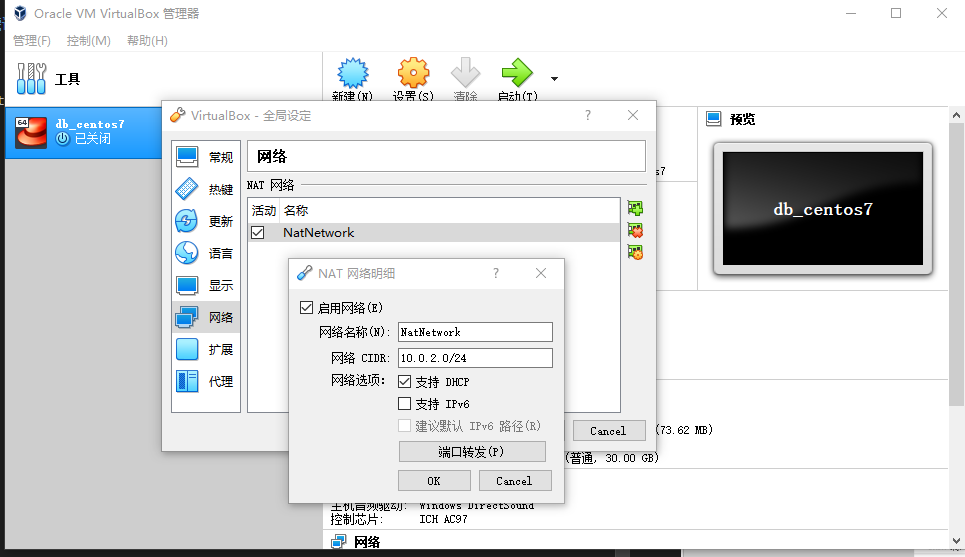 Oracle VM VirtualBox 管理器
管理(F) 控制(M) 帮助(H)
工具
新建(N) 设置(S) 清除 启动(T)
64 db_centos7
已关闭
预览
db_centos7
VirtualBox - 全局设定 ?
常规
热键
更新
语言
显示
网络
扩展
代理
网络
NAT 网络
活动 名称
NatNetwork
Cancel
NAT 网络明细 ?
启用网络(E)
网络名称(N): NatNetwork
网络 CIDR: 10.0.2.0/24
网络选项: 支持 DHCP
支持 IPv6
建议默认 IPv6 路径(R)
端口转发(P)
OK Cancel
(73.62 MB)
(普通, 30.00 GB)
主机音频驱动: Windows DirectSound
控制芯片: ICH AC97
网络